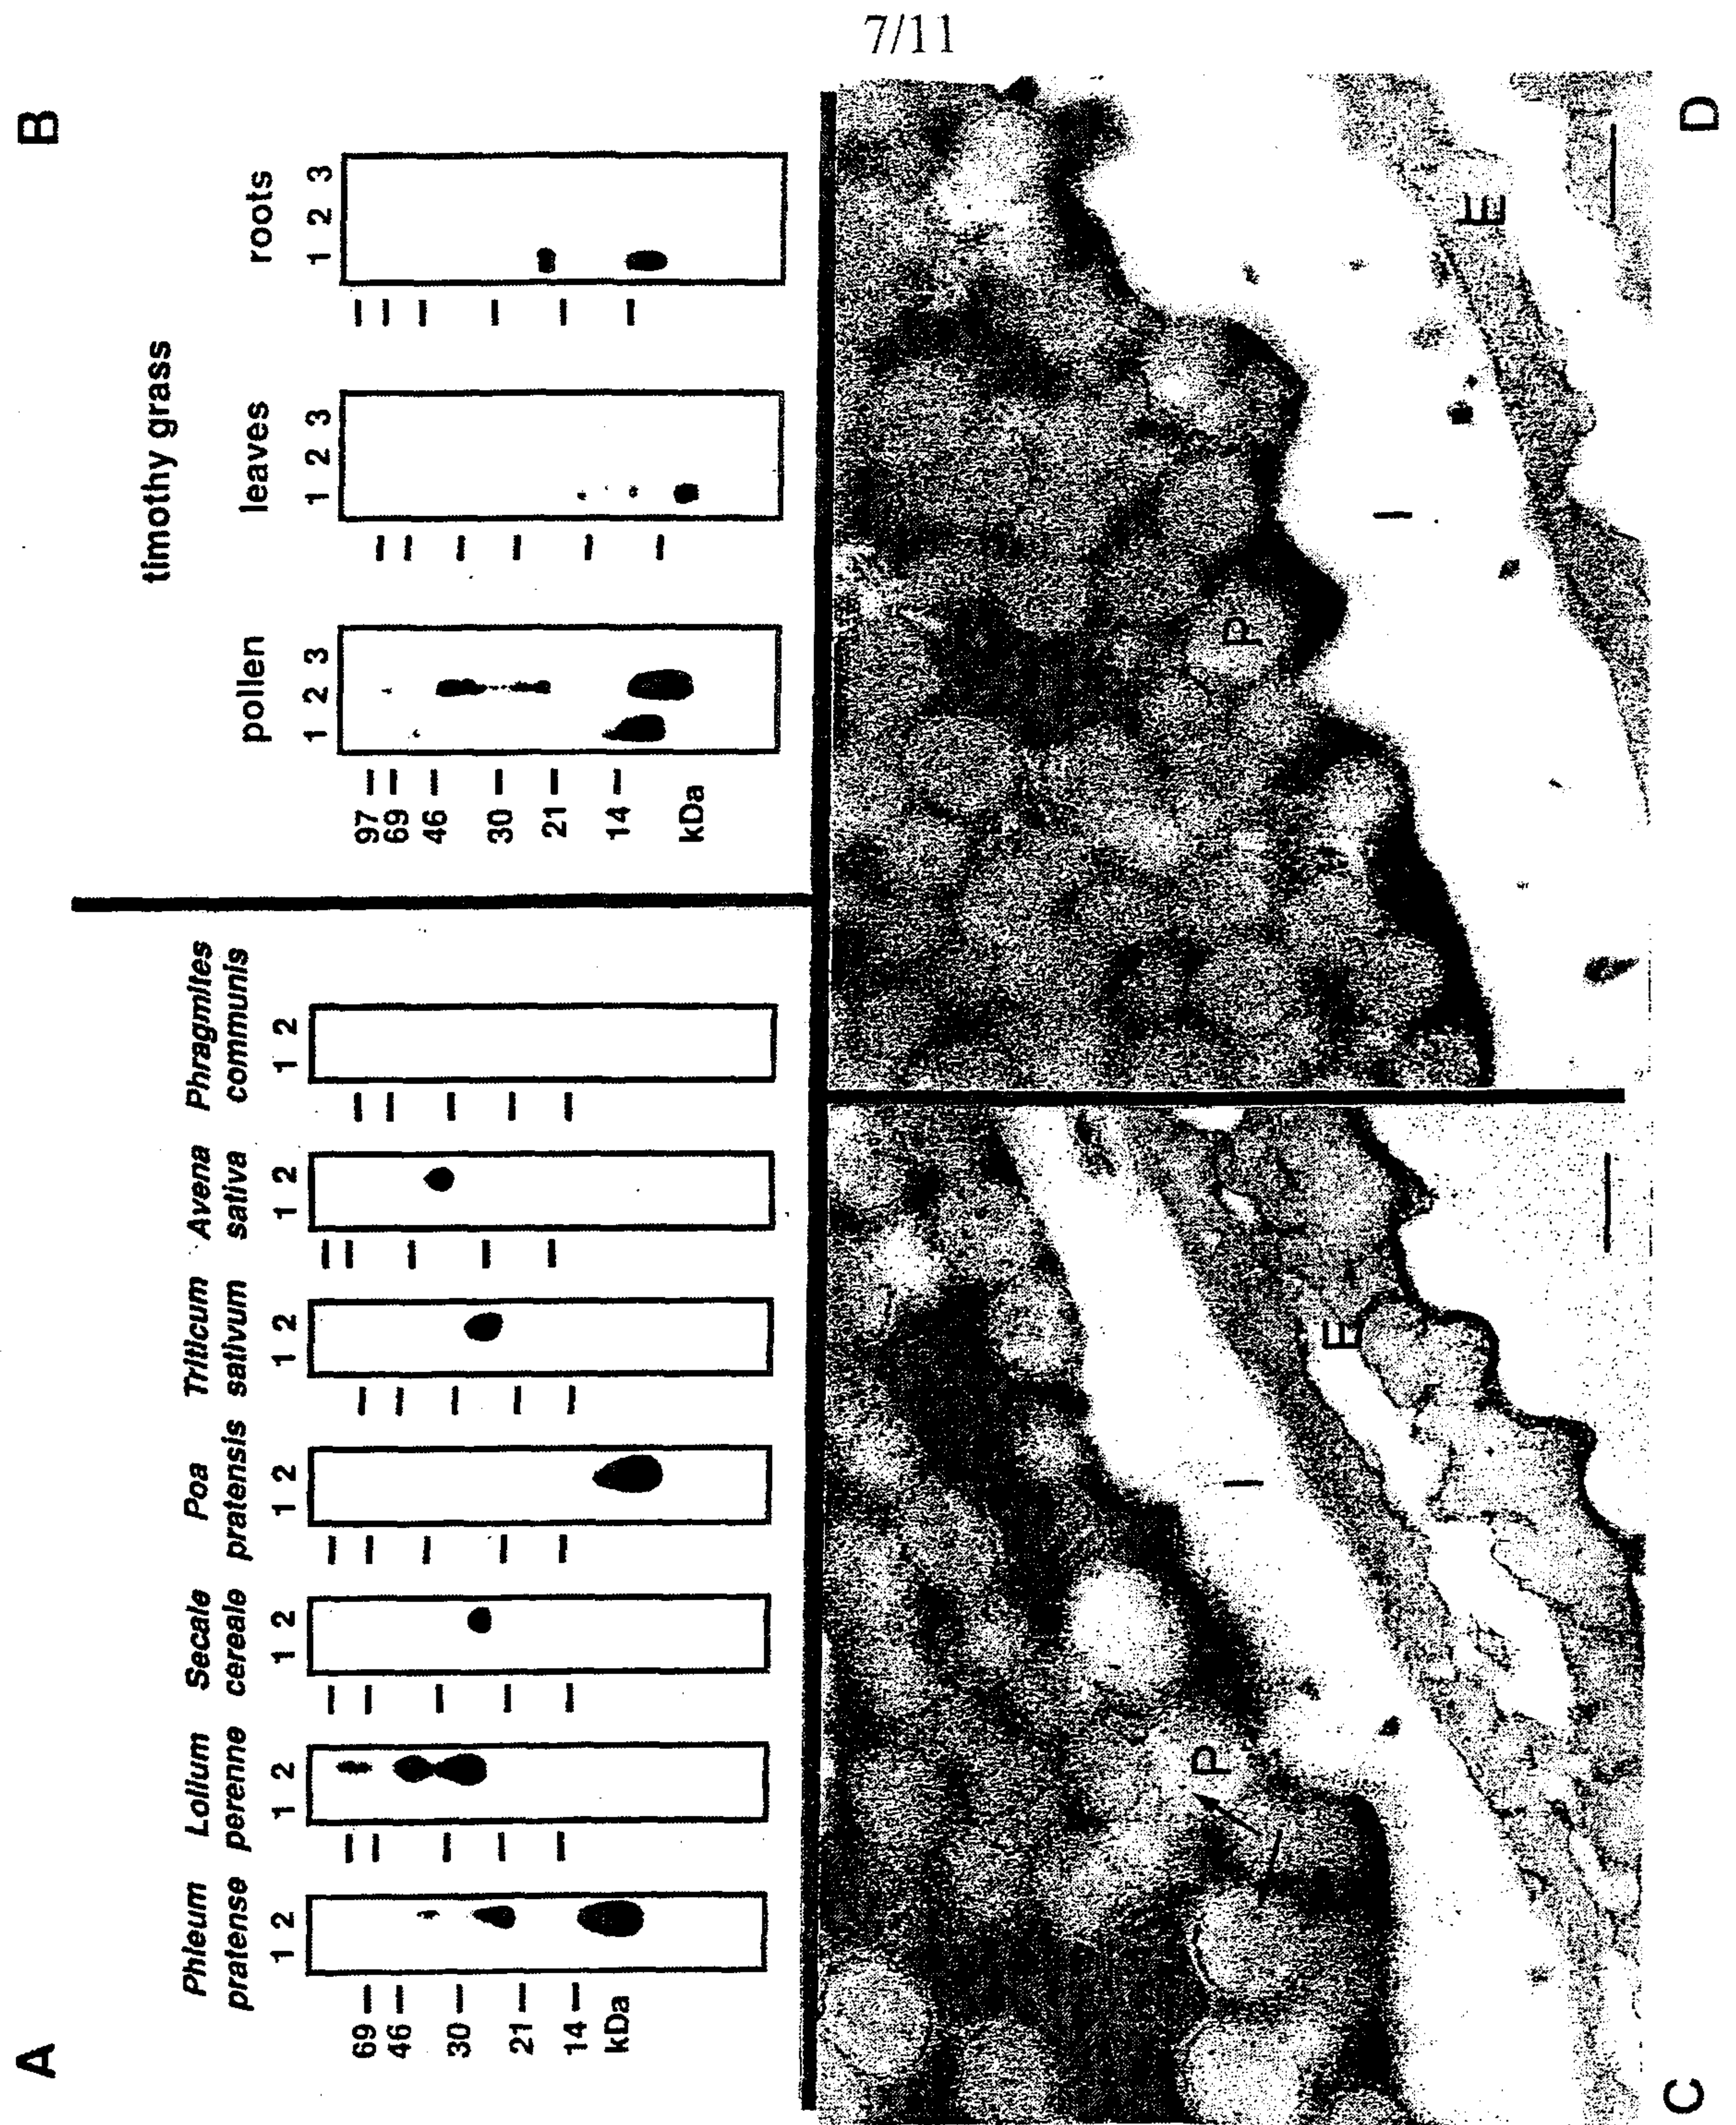 7/11
A
Phleum pratense
Lolium perenne
Secale cereale
Poa pratensis
Triticum sativum
Avena sativa
Phragmites communis
1 2
1 2
1 2
1 2
1 2
1 2
1 2
69
46
30
21
14
kDa
B
timothy grass
pollen
leaves
roots
1 2 3
1 2 3
1 2 3
97
69
46
30
21
14
kDa
P
I
E
C
P
I
E
D